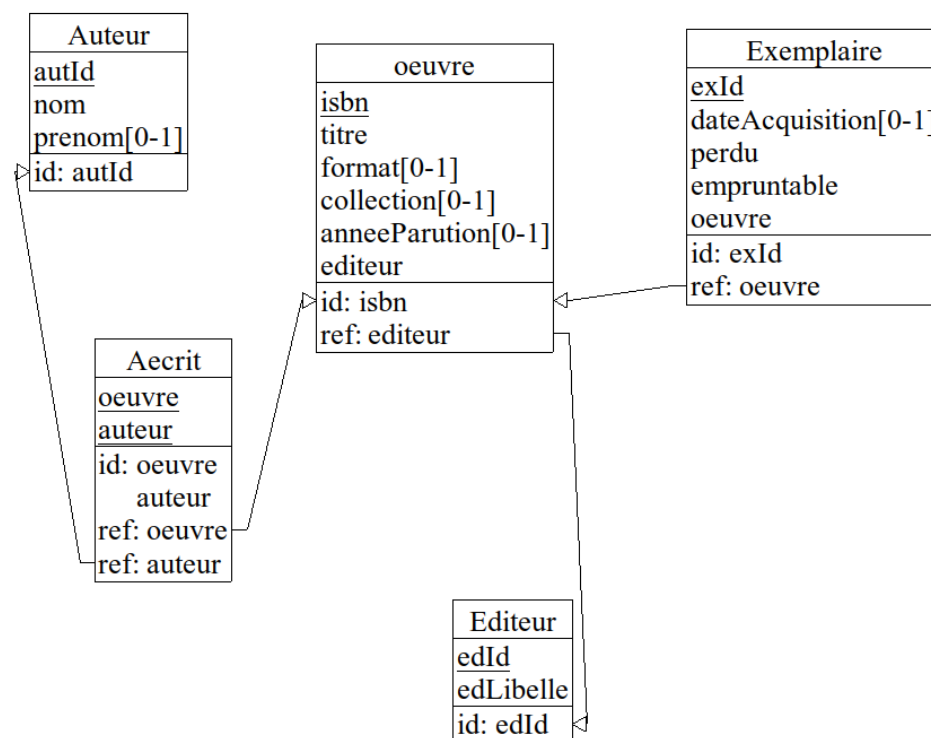 Auteur
autId
nom
prenom[0-1]
id: autId
oeuvre
isbn
titre
format[0-1]
collection[0-1]
anneeParution[0-1]
editeur
id: isbn
ref: editeur
Exemplaire
exId
dateAcquisition[0-1]
perdu
empruntable
oeuvre
id: exId
ref: oeuvre
Aecrit
oeuvre
auteur
id: oeuvre
auteur
ref: oeuvre
ref: auteur
Editeur
edId
edLibelle
id: edId